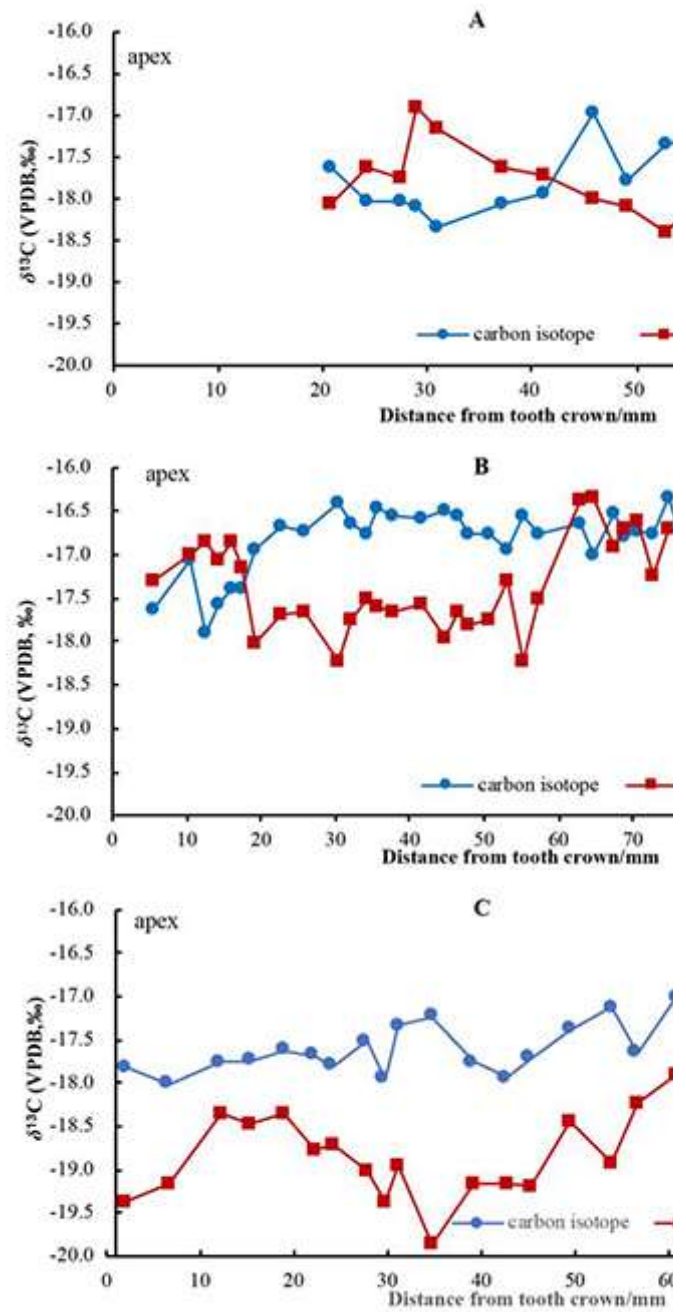 A
apex
-16.0
-16.5
-17.0
-17.5
-18.0
-18.5
-19.0
-19.5
-20.0
δ¹³C (VPDB,‰)
carbon isotope
0 10 20 30 40 50
Distance from tooth crown/mm
B
apex
-16.0
-16.5
-17.0
-17.5
-18.0
-18.5
-19.0
-19.5
-20.0
δ¹³C (VPDB, ‰)
carbon isotope
0 10 20 30 40 50 60 70
Distance from tooth crown/mm
C
apex
-16.0
-16.5
-17.0
-17.5
-18.0
-18.5
-19.0
-19.5
-20.0
δ¹³C (VPDB,‰)
carbon isotope
0 10 20 30 40 50 60
Distance from tooth crown/mm